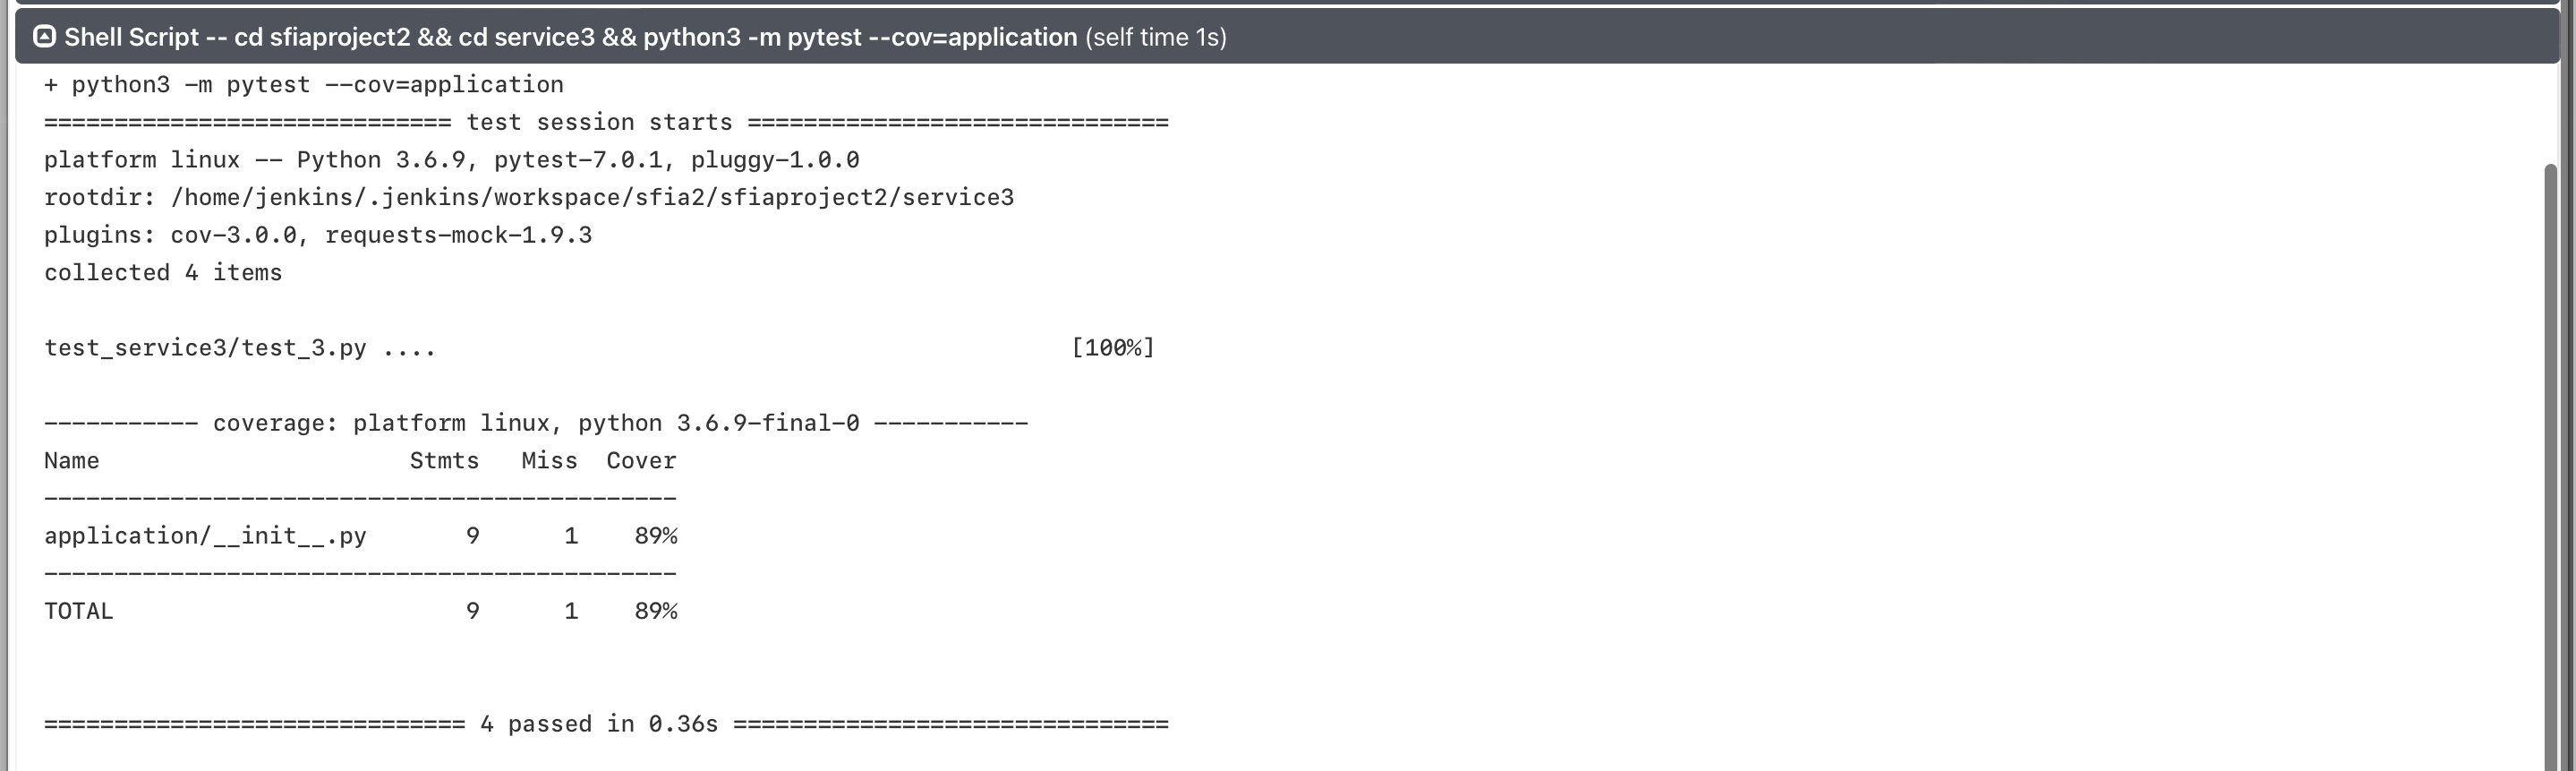 Shell Script -- cd sfiaproject2 && cd service3 && python3 -m pytest --cov=application (self time 1s)
+ python3 -m pytest --cov=application
============================= test session starts ==============================
platform linux -- Python 3.6.9, pytest-7.0.1, pluggy-1.0.0
rootdir: /home/jenkins/.jenkins/workspace/sfia2/sfiaproject2/service3
plugins: cov-3.0.0, requests-mock-1.9.3
collected 4 items
test_service3/test_3.py ....                                             [100%]
----------- coverage: platform linux, python 3.6.9-final-0 -----------
Name                      Stmts   Miss  Cover
---------------------------------------------
application/__init__.py       9      1    89%
---------------------------------------------
TOTAL                         9      1    89%
============================== 4 passed in 0.36s ===============================